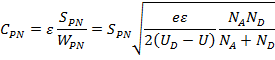 C_PN = ε S_PN / W_PN = S_PN √( eε / 2(U_D − U) · N_A N_D / N_A + N_D )